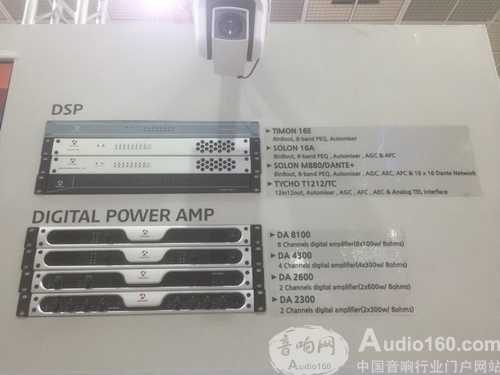 DSP
TIMON 16E
8in8out, 8-band PEQ, Automixer
SOLON 16A
8in8out, 8-band PEQ , Automixer , AGC & AFC
SOLON M880/DANTE+
8in8out, 8-band PEQ, Automixer , AGC, AEC, AFC & 16 x 16 Dante Network
TYCHO T1212/TC
12in12out, Automixer , AGC , AFC , AEC & Analog TEL interface
DIGITAL POWER AMP
DA 8100
8 Channels digital amplifier(8x100w/ 8ohms)
DA 4300
4 Channels digital amplifier(4x300w/ 8ohms)
DA 2600
2 Channels digital amplifier(2x600w/ 8ohms)
DA 2300
2 Channels digital amplifier(2x300w/ 8ohms)
音响网
Audio160.com
中国音响行业门户网站